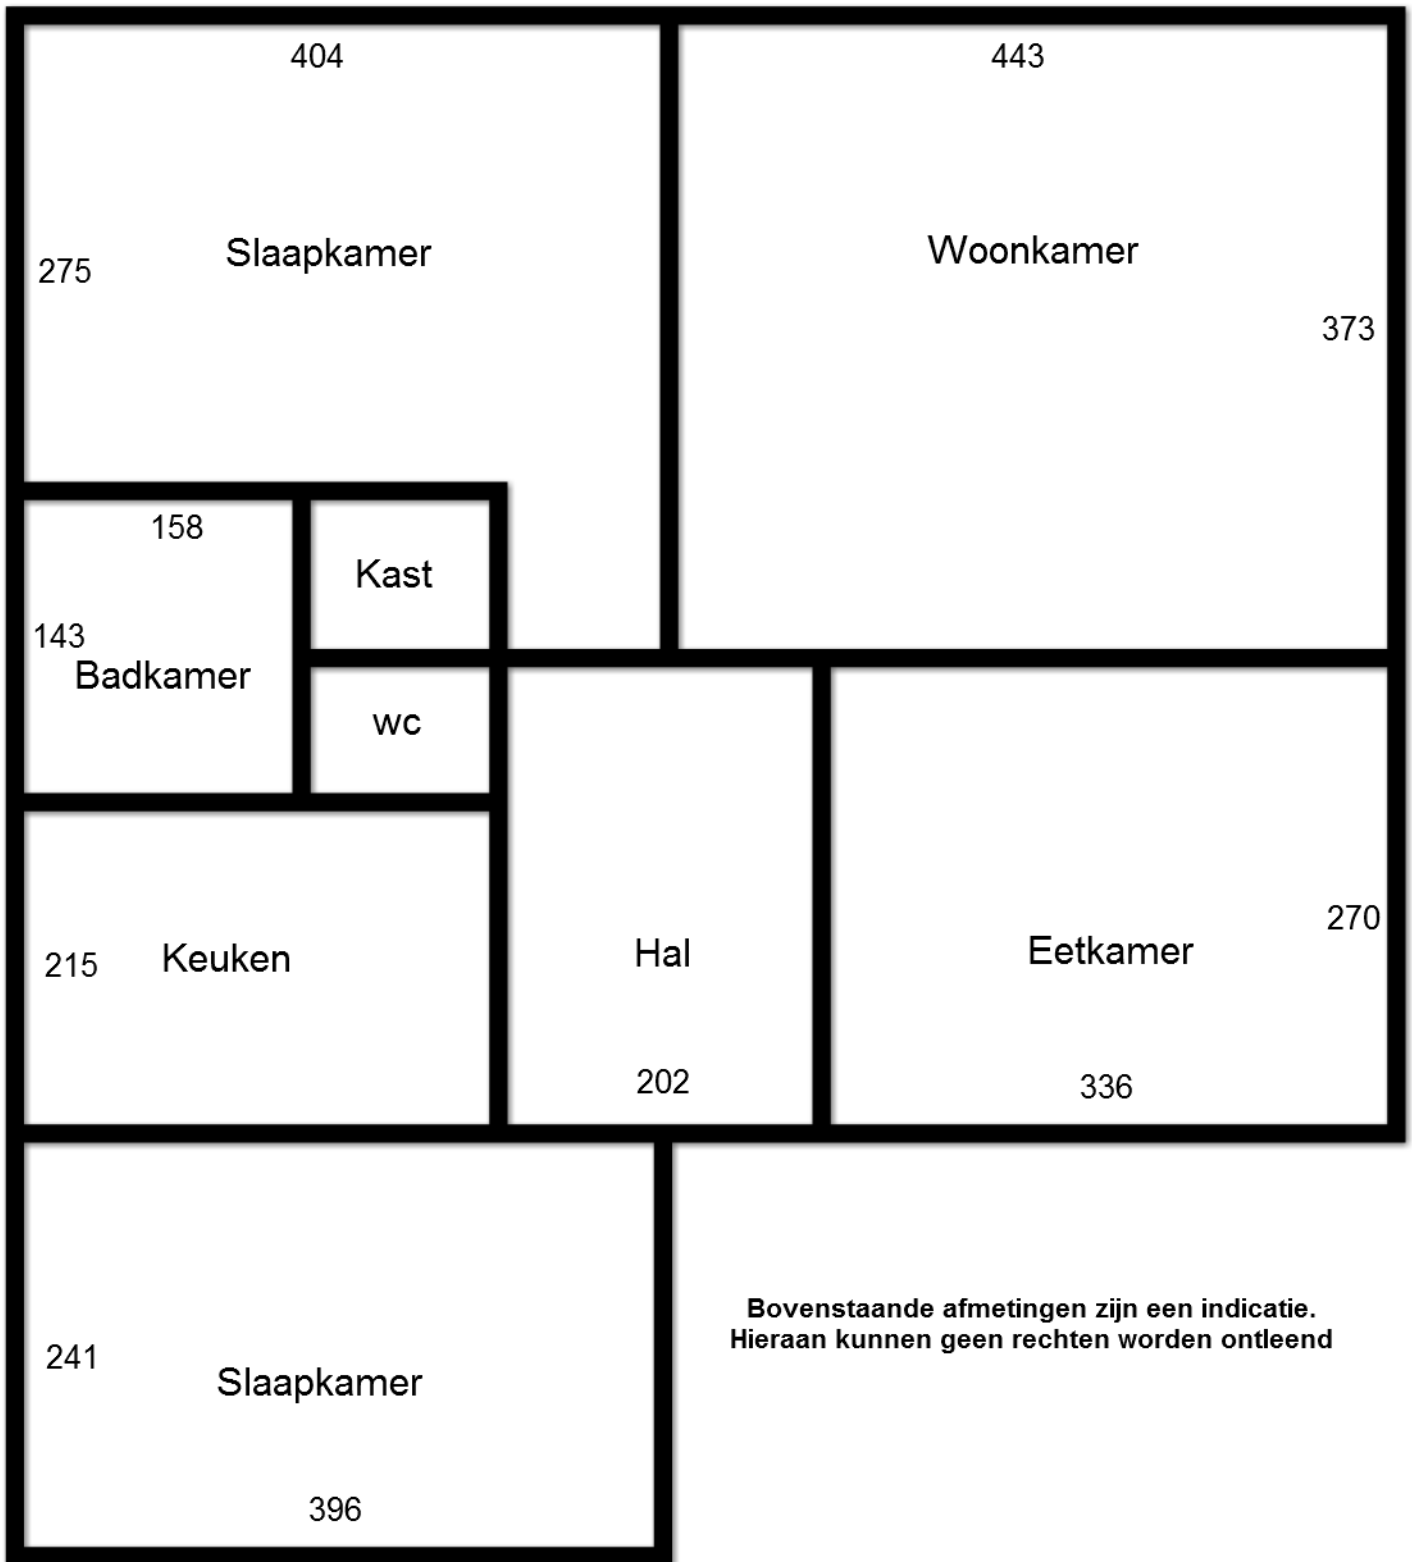 404
443
Slaapkamer
Woonkamer
275
373
158
Kast
143
Badkamer
wc
Keuken
215
Hal
Eetkamer
270
202
336
Bovenstaande afmetingen zijn een indicatie.
Hieraan kunnen geen rechten worden ontleend
241
Slaapkamer
396